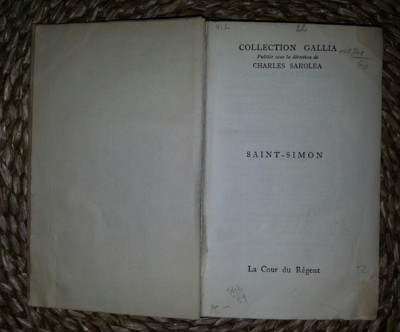 COLLECTION GALLIA
Publiée sous la direction de
CHARLES SAROLEA
SAINT-SIMON
La Cour du Régent